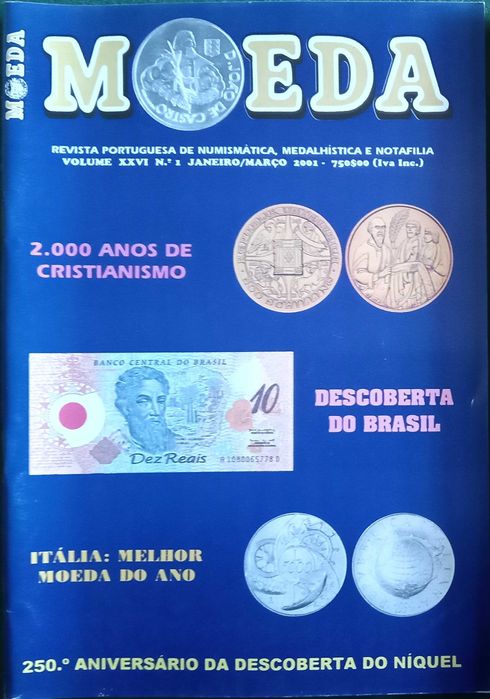 MOEDA
MOEDA
D. JOÃO DE CASTRO
REVISTA PORTUGUESA DE NUMISMÁTICA, MEDALHÍSTICA E NOTAFILIA
VOLUME XXVI N.º 1 JANEIRO/MARÇO 2001 - 750$00 (Iva Inc.)
2.000 ANOS DE
CRISTIANISMO
BANCO CENTRAL DO BRASIL
10
Dez Reais
A 1080065778 D
DESCOBERTA
DO BRASIL
ITÁLIA: MELHOR
MOEDA DO ANO
250.º ANIVERSÁRIO DA DESCOBERTA DO NÍQUEL